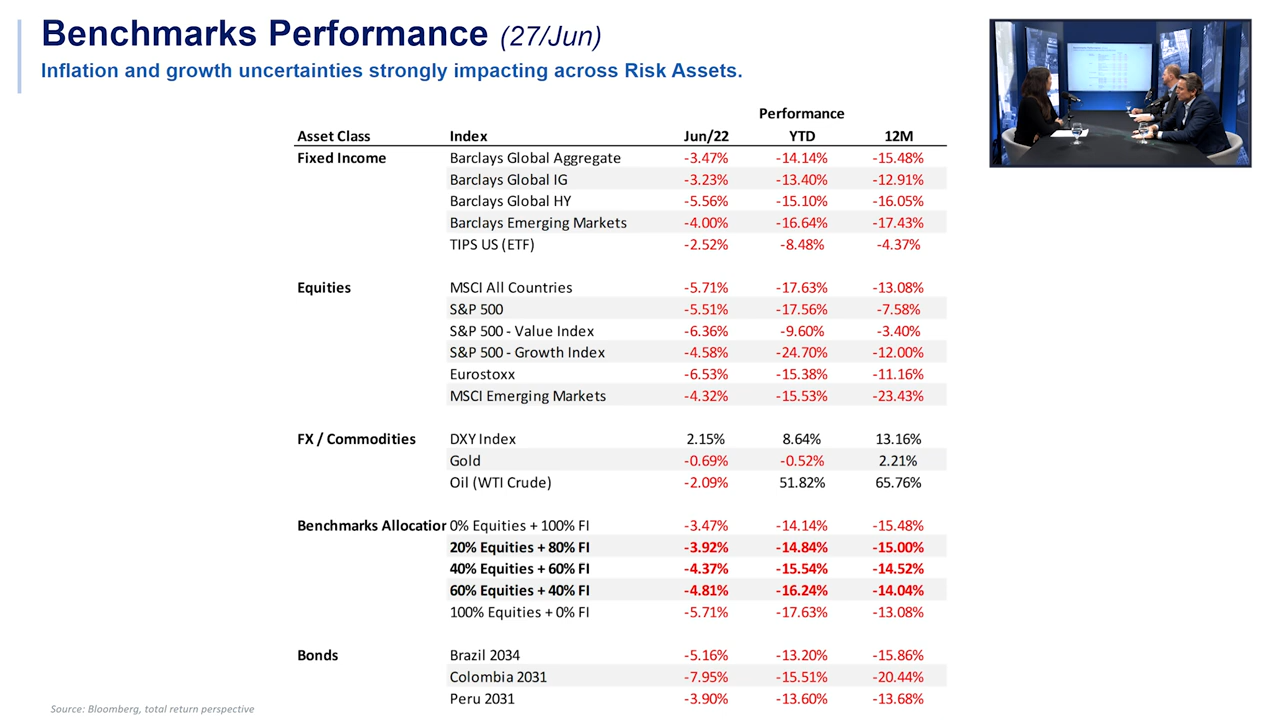 Benchmarks Performance (27/Jun)
Inflation and growth uncertainties strongly impacting across Risk Assets.
Performance
Asset Class Index Jun/22 YTD 12M
Fixed Income Barclays Global Aggregate -3.47% -14.14% -15.48%
Barclays Global IG -3.23% -13.40% -12.91%
Barclays Global HY -5.56% -15.10% -16.05%
Barclays Emerging Markets -4.00% -16.64% -17.43%
TIPS US (ETF) -2.52% -8.48% -4.37%
Equities MSCI All Countries -5.71% -17.63% -13.08%
S&P 500 -5.51% -17.56% -7.58%
S&P 500 - Value Index -6.36% -9.60% -3.40%
S&P 500 - Growth Index -4.58% -24.70% -12.00%
Eurostoxx -6.53% -15.38% -11.16%
MSCI Emerging Markets -4.32% -15.53% -23.43%
FX / Commodities DXY Index 2.15% 8.64% 13.16%
Gold -0.69% -0.52% 2.21%
Oil (WTI Crude) -2.09% 51.82% 65.76%
Benchmarks Allocation 0% Equities + 100% FI -3.47% -14.14% -15.48%
20% Equities + 80% FI -3.92% -14.84% -15.00%
40% Equities + 60% FI -4.37% -15.54% -14.52%
60% Equities + 40% FI -4.81% -16.24% -14.04%
100% Equities + 0% FI -5.71% -17.63% -13.08%
Bonds Brazil 2034 -5.16% -13.20% -15.86%
Colombia 2031 -7.95% -15.51% -20.44%
Peru 2031 -3.90% -13.60% -13.68%
Source: Bloomberg, total return perspective